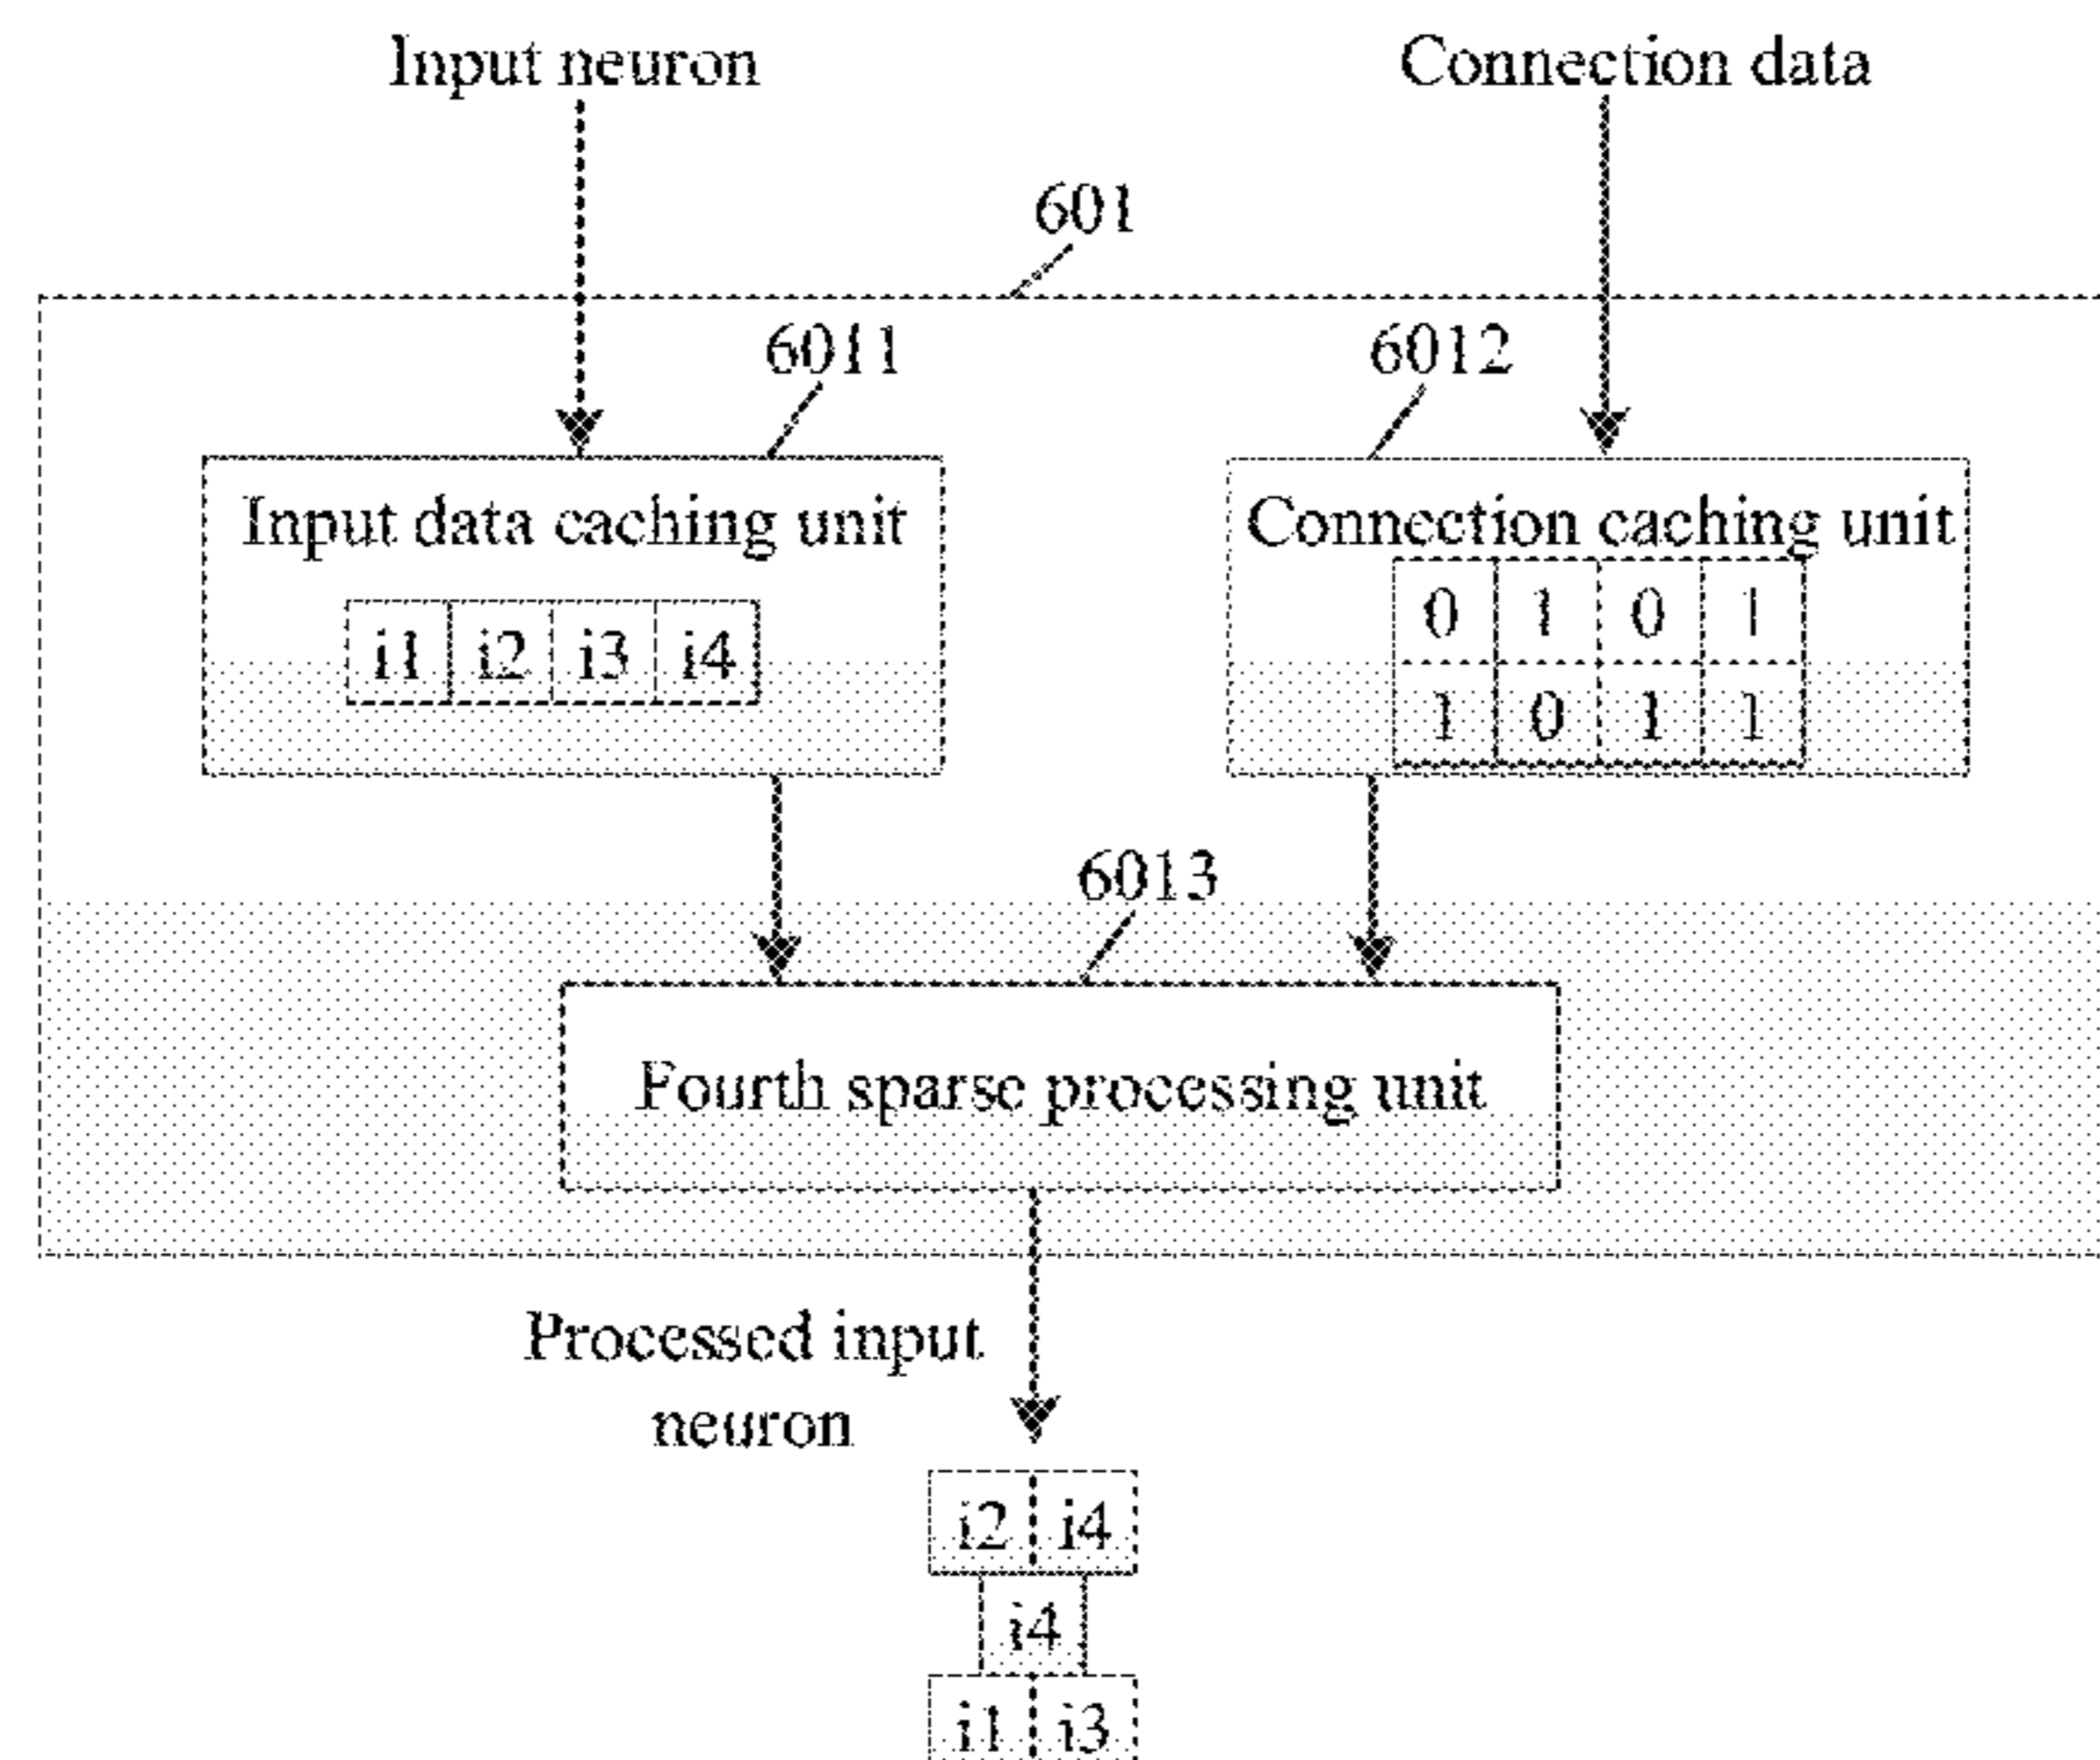 Input neuron
Connection data
601
6011
6012
Input data caching unit
Connection caching unit
i1 i2 i3 i4
0 1 0 1
1 0 1 1
6013
Fourth sparse processing unit
Processed input
neuron
i2 i4
i4
i1 i3